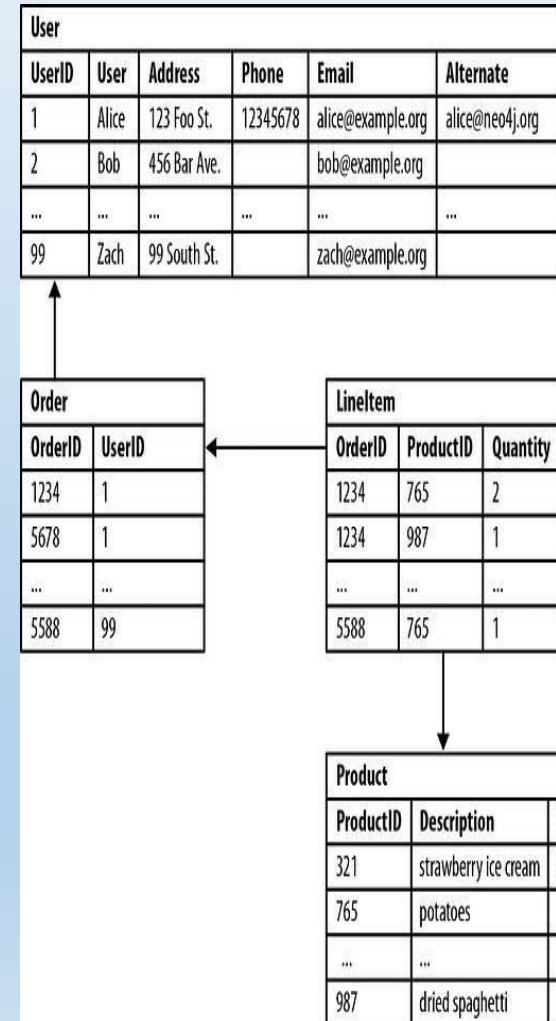 User
UserID User Address Phone Email Alternate
1 Alice 123 Foo St. 12345678 alice@example.org alice@neo4j.org
2 Bob 456 Bar Ave. bob@example.org
... ... ... ... ... ...
99 Zach 99 South St. zach@example.org
Order
OrderID UserID
1234 1
5678 1
... ...
5588 99
LineItem
OrderID ProductID Quantity
1234 765 2
1234 987 1
... ... ...
5588 765 1
Product
ProductID Description
321 strawberry ice cream
765 potatoes
... ...
987 dried spaghetti